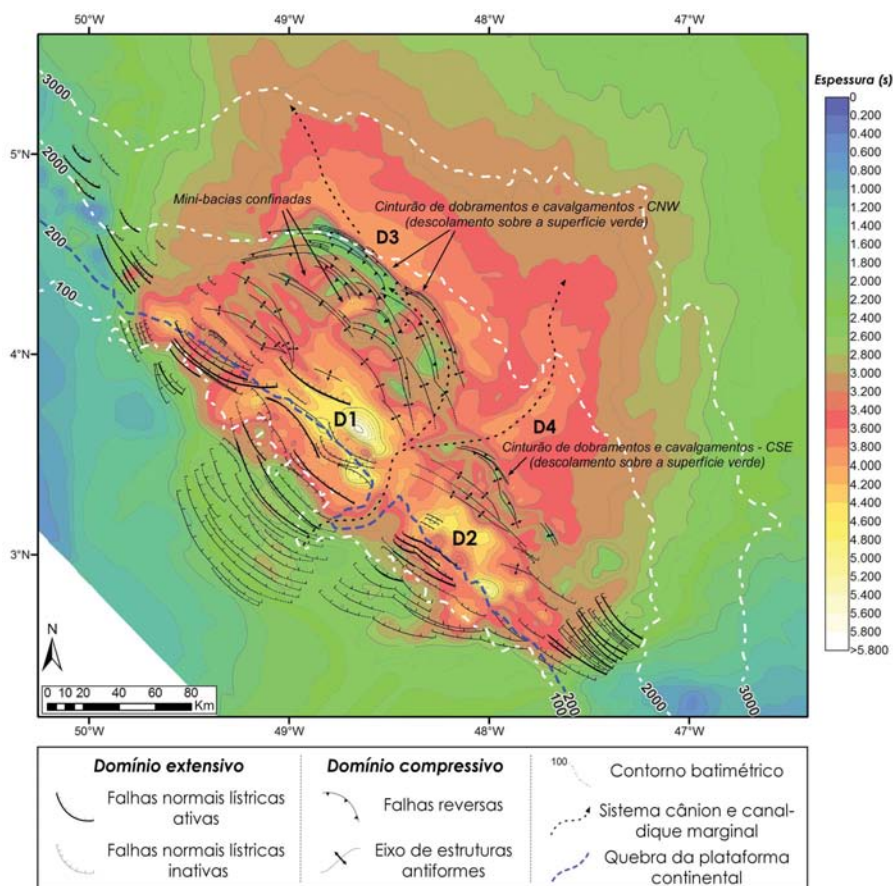 50°W 49°W 48°W 47°W
Espessura (s)
0
0.200
0.400
0.600
0.800
1.000
1.200
1.400
1.600
1.800
2.000
2.200
2.400
2.600
2.800
3.000
3.200
3.400
3.600
3.800
4.000
4.200
4.400
4.600
4.800
5.000
5.200
5.400
5.600
5.800
>5.800
3000
2000
200
100
5°N
4°N
3°N
Mini-bacias confinadas
Cinturão de dobramentos e cavalgamentos - CNW
(descolamento sobre a superfície verde)
D3
D1
D4
Cinturão de dobramentos e cavalgamentos - CSE
(descolamento sobre a superfície verde)
D2
N
0 10 20 40 60 80
Km
100
200
2000
3000
50°W 49°W 48°W 47°W
Domínio extensivo
Falhas normais lístricas
ativas
Falhas normais lístricas
inativas
Domínio compressivo
Falhas reversas
Eixo de estruturas
antiformes
100
Contorno batimétrico
Sistema cânion e canal-
dique marginal
Quebra da plataforma
continental